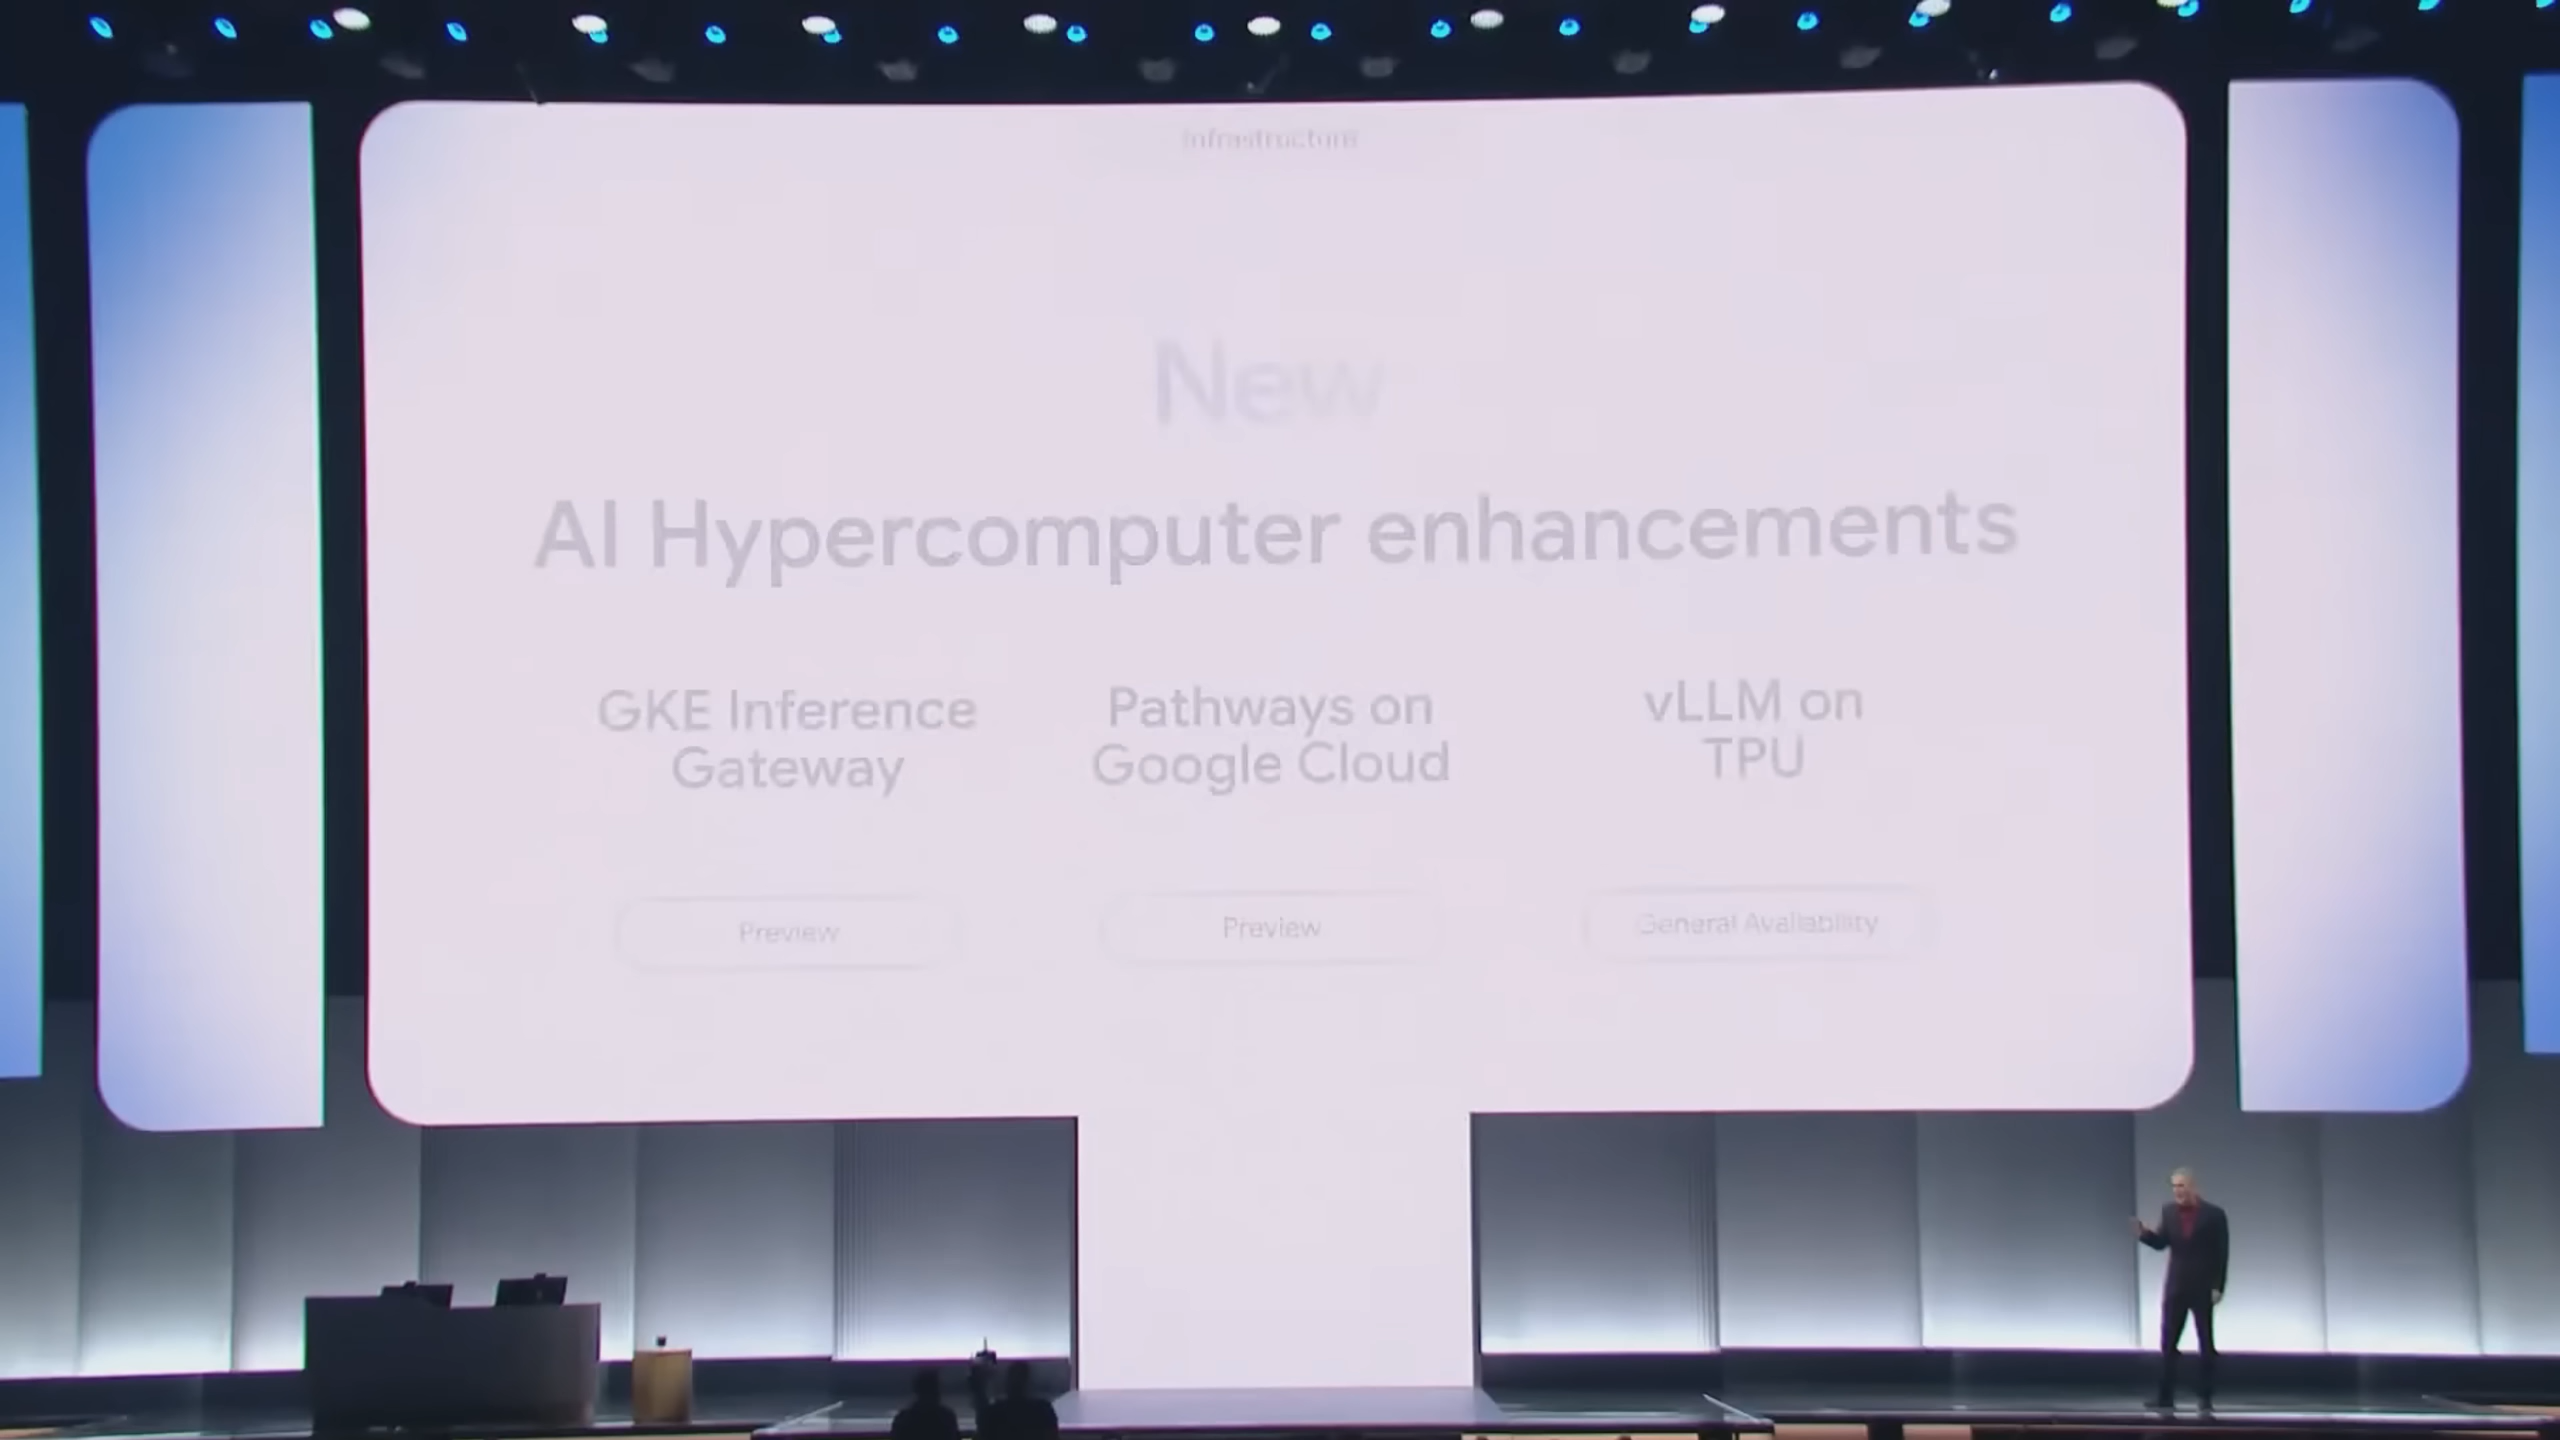 Infrastructure
New
AI Hypercomputer enhancements
GKE Inference
Gateway
Pathways on
Google Cloud
vLLM on
TPU
Preview
Preview
General Availability